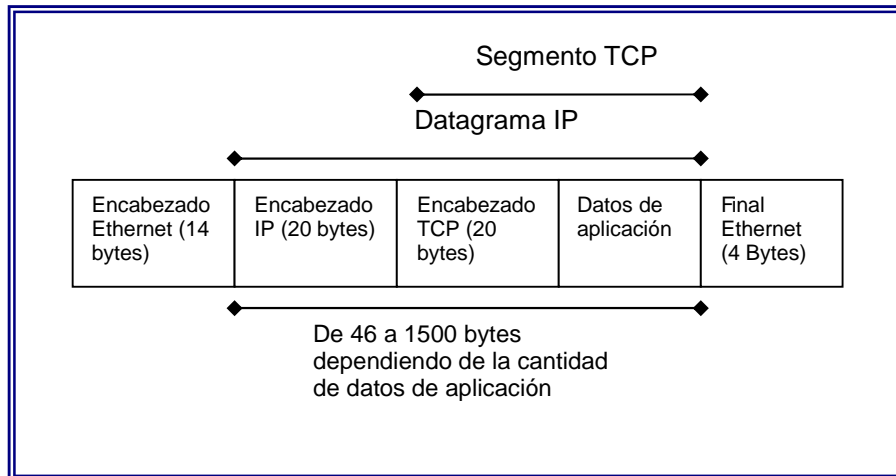 Segmento TCP
Datagrama IP
Encabezado
Ethernet (14
bytes)
Encabezado
IP (20 bytes)
Encabezado
TCP (20
bytes)
Datos de
aplicación
Final
Ethernet
(4 Bytes)
De 46 a 1500 bytes
dependiendo de la cantidad
de datos de aplicación